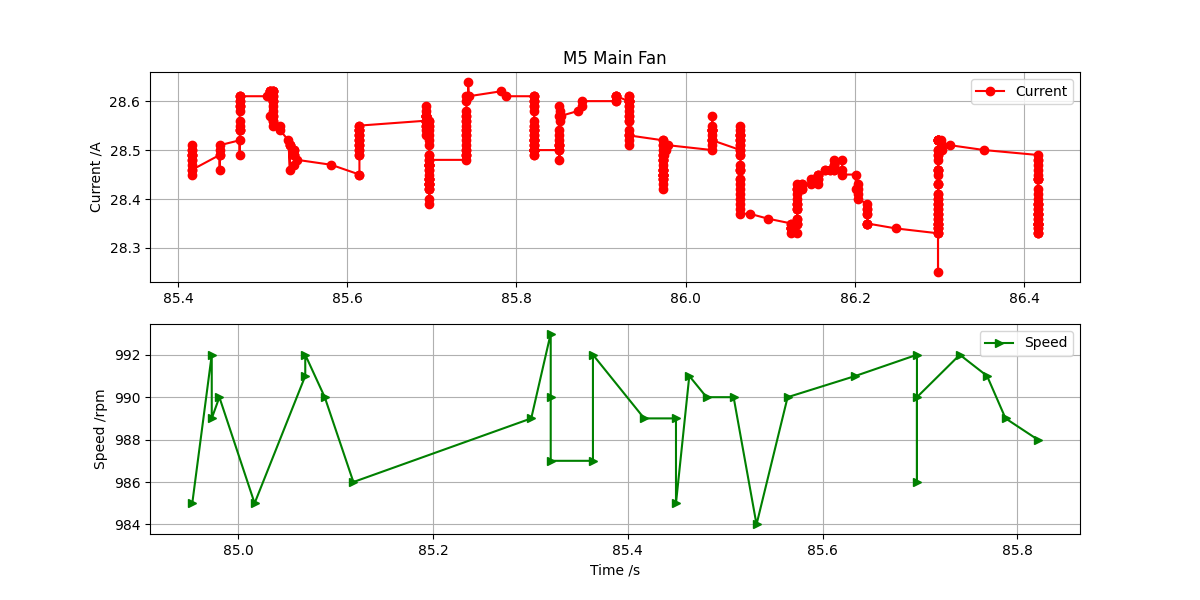 M5 Main Fan
Current /A
28.6
28.5
28.4
28.3
Current
85.4 85.6 85.8 86.0 86.2 86.4
Speed /rpm
992
990
988
986
984
Speed
85.0 85.2 85.4 85.6 85.8
Time /s